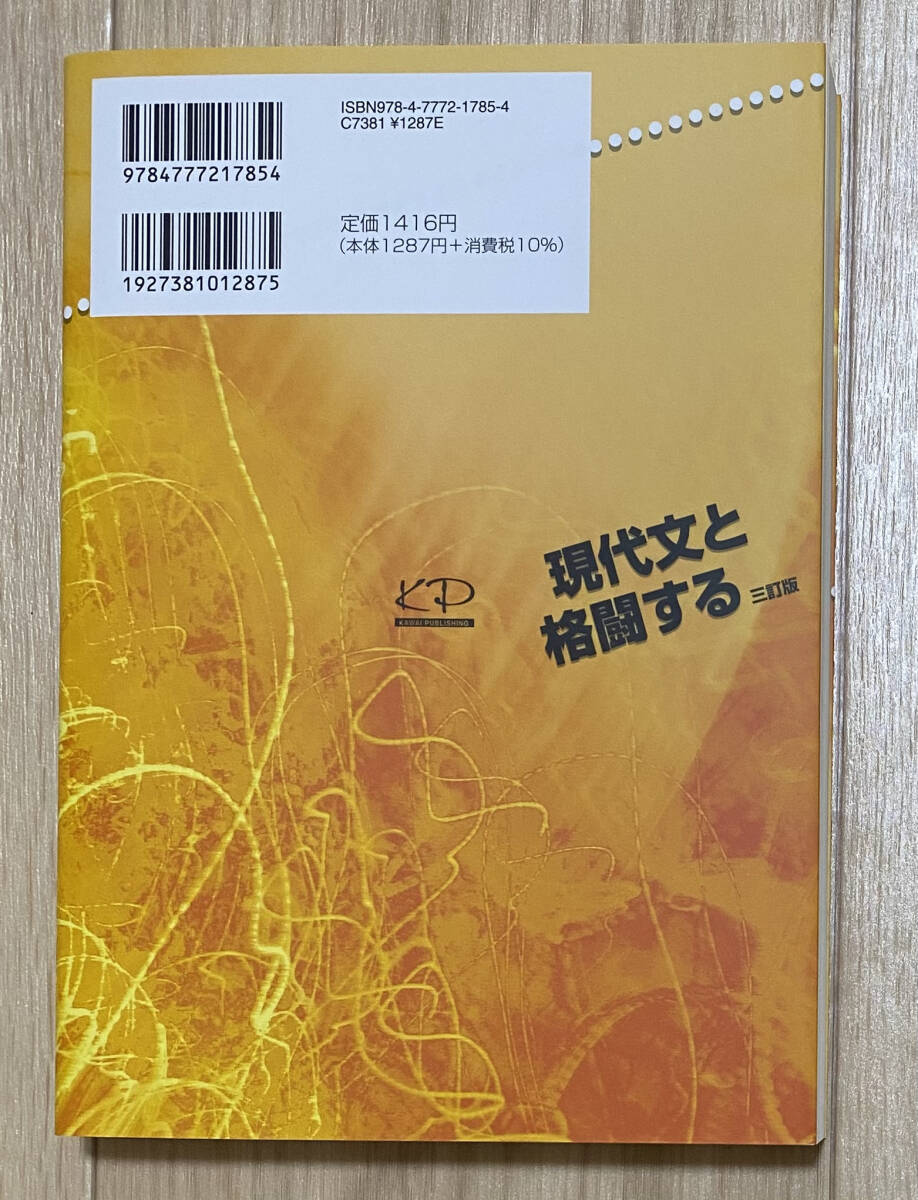 ISBN978-4-7772-1785-4
C7381 ¥1287E
9784777217854
定価1416円
(本体1287円+消費税10%)
1927381012875
現代文と
格闘する 三訂版
KP
KAWAI PUBLISHING